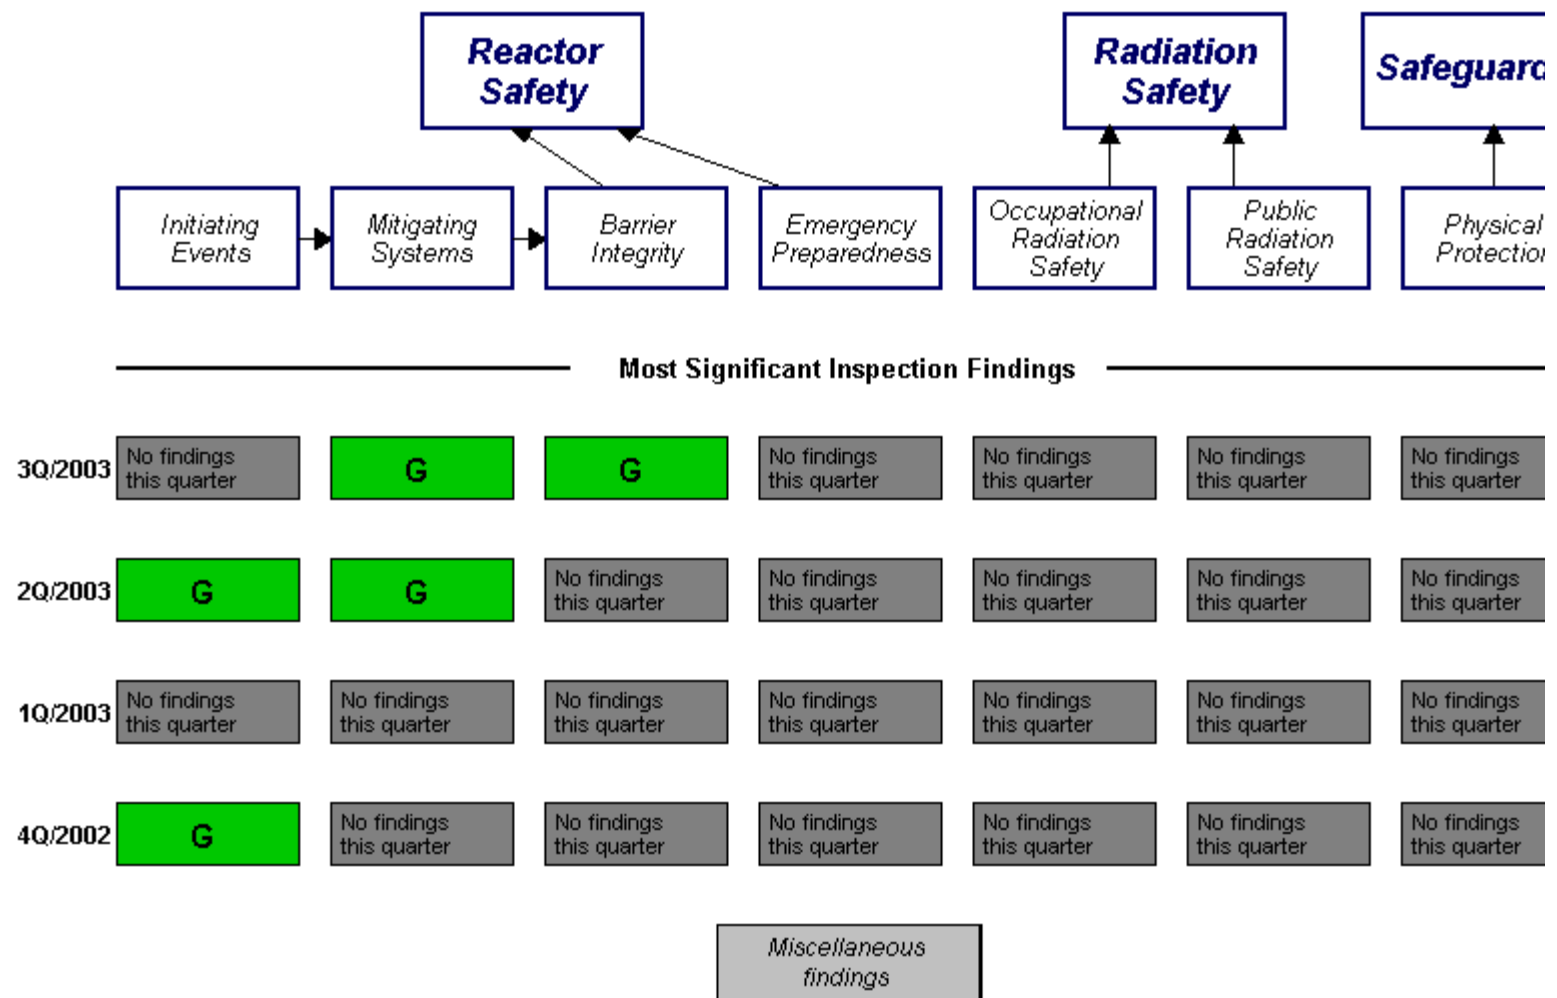 Reactor
Safety
Radiation
Safety
Safeguard
Initiating
Events
Mitigating
Systems
Barrier
Integrity
Emergency
Preparedness
Occupational
Radiation
Safety
Public
Radiation
Safety
Physical
Protection
Most Significant Inspection Findings
3Q/2003
No findings
this quarter
G
G
No findings
this quarter
No findings
this quarter
No findings
this quarter
No findings
this quarter
2Q/2003
G
G
No findings
this quarter
No findings
this quarter
No findings
this quarter
No findings
this quarter
No findings
this quarter
1Q/2003
No findings
this quarter
No findings
this quarter
No findings
this quarter
No findings
this quarter
No findings
this quarter
No findings
this quarter
No findings
this quarter
4Q/2002
G
No findings
this quarter
No findings
this quarter
No findings
this quarter
No findings
this quarter
No findings
this quarter
No findings
this quarter
Miscellaneous
findings